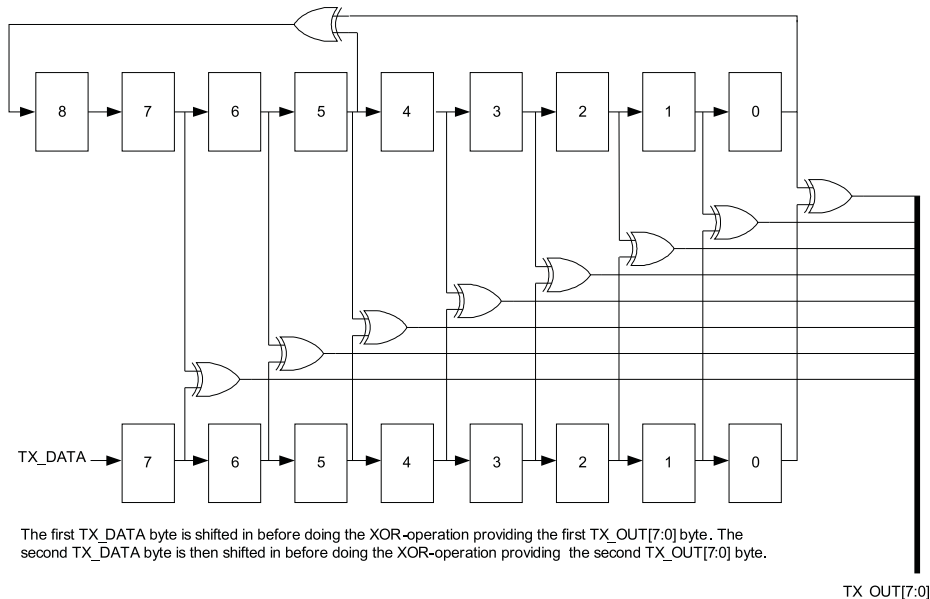 8 7 6 5 4 3 2 1 0
TX_DATA 7 6 5 4 3 2 1 0
The first TX_DATA byte is shifted in before doing the XOR-operation providing the first TX_OUT[7:0] byte. The
second TX_DATA byte is then shifted in before doing the XOR-operation providing the second TX_OUT[7:0] byte.
TX_OUT[7:0]